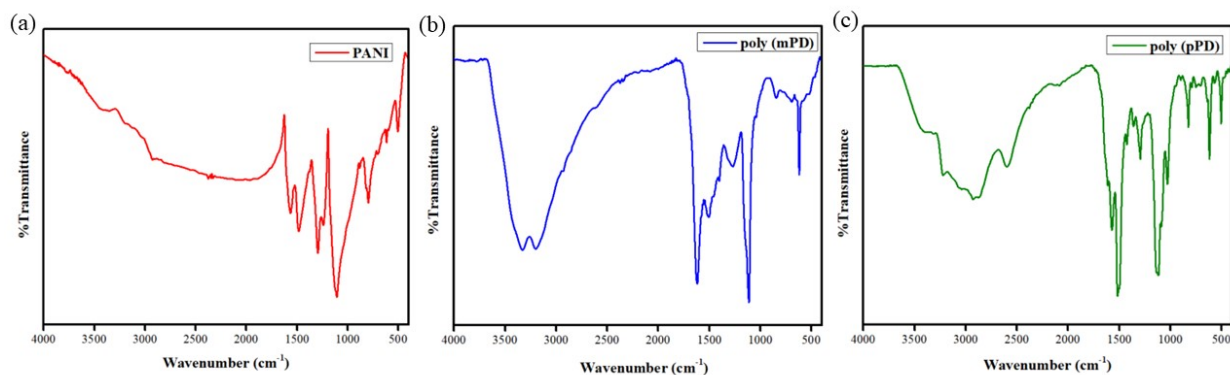 (a)
PANI
%Transmittance
4000 3500 3000 2500 2000 1500 1000 500
Wavenumber (cm-1)
(b)
poly (mPD)
%Transmittance
4000 3500 3000 2500 2000 1500 1000 500
Wavenumber (cm-1)
(c)
poly (pPD)
%Transmittance
4000 3500 3000 2500 2000 1500 1000 500
Wavenumber (cm-1)